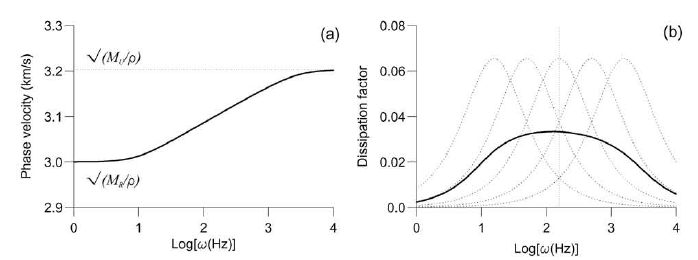 (a)
3.3
√(M_U/ρ)
3.2
3.1
3.0
√(M_R/ρ)
2.9
Phase velocity (km/s)
0 1 2 3 4
Log[ω(Hz)]
(b)
0.08
0.06
0.04
0.02
0.0
Dissipation factor
0 1 2 3 4
Log[ω(Hz)]